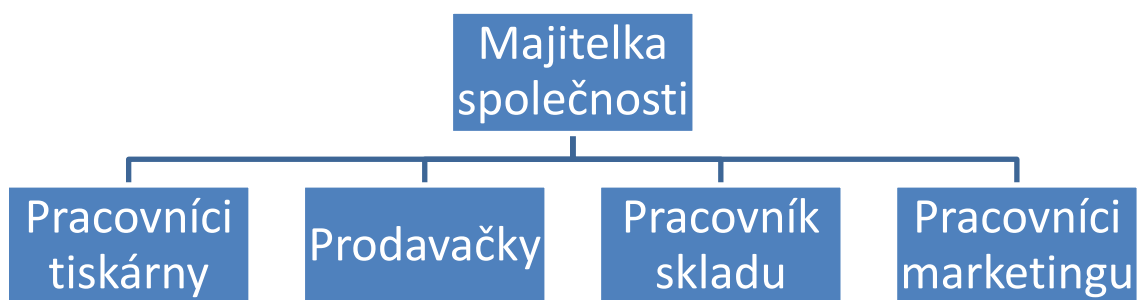 Majitelka
společnosti
Pracovníci
tiskárny
Prodavačky
Pracovník
skladu
Pracovníci
marketingu